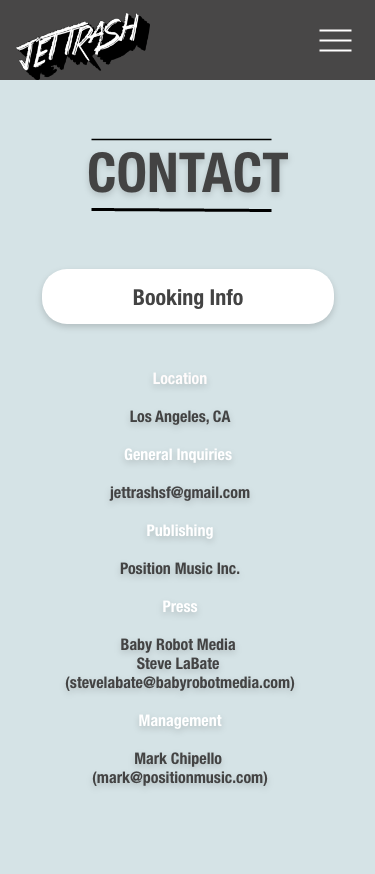 JETTRASH
CONTACT
Booking Info
Location
Los Angeles, CA
General Inquiries
jettrashsf@gmail.com
Publishing
Position Music Inc.
Press
Baby Robot Media
Steve LaBate
(stevelabate@babyrobotmedia.com)
Management
Mark Chipello
(mark@positionmusic.com)